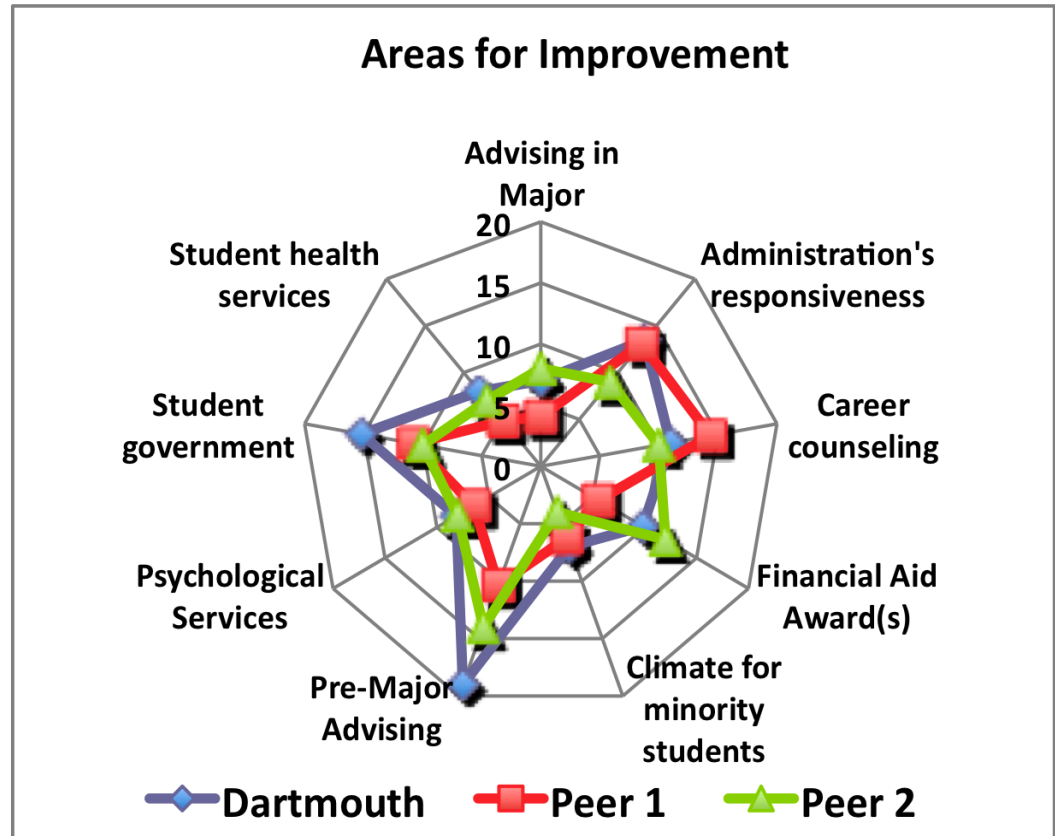 Areas for Improvement
Advising in
Major
20
15
10
5
0
Administration's
responsiveness
Career
counseling
Financial Aid
Award(s)
Climate for
minority
students
Pre-Major
Advising
Psychological
Services
Student
government
Student health
services
Dartmouth
Peer 1
Peer 2